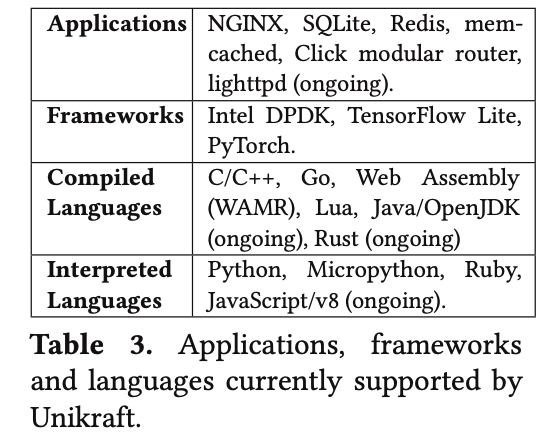 Applications NGINX, SQLite, Redis, mem-
cached, Click modular router,
lighttpd (ongoing).
Frameworks Intel DPDK, TensorFlow Lite,
PyTorch.
Compiled C/C++, Go, Web Assembly
Languages (WAMR), Lua, Java/OpenJDK
(ongoing), Rust (ongoing)
Interpreted Python, Micropython, Ruby,
Languages JavaScript/v8 (ongoing).
Table 3. Applications, frameworks
and languages currently supported by
Unikraft.